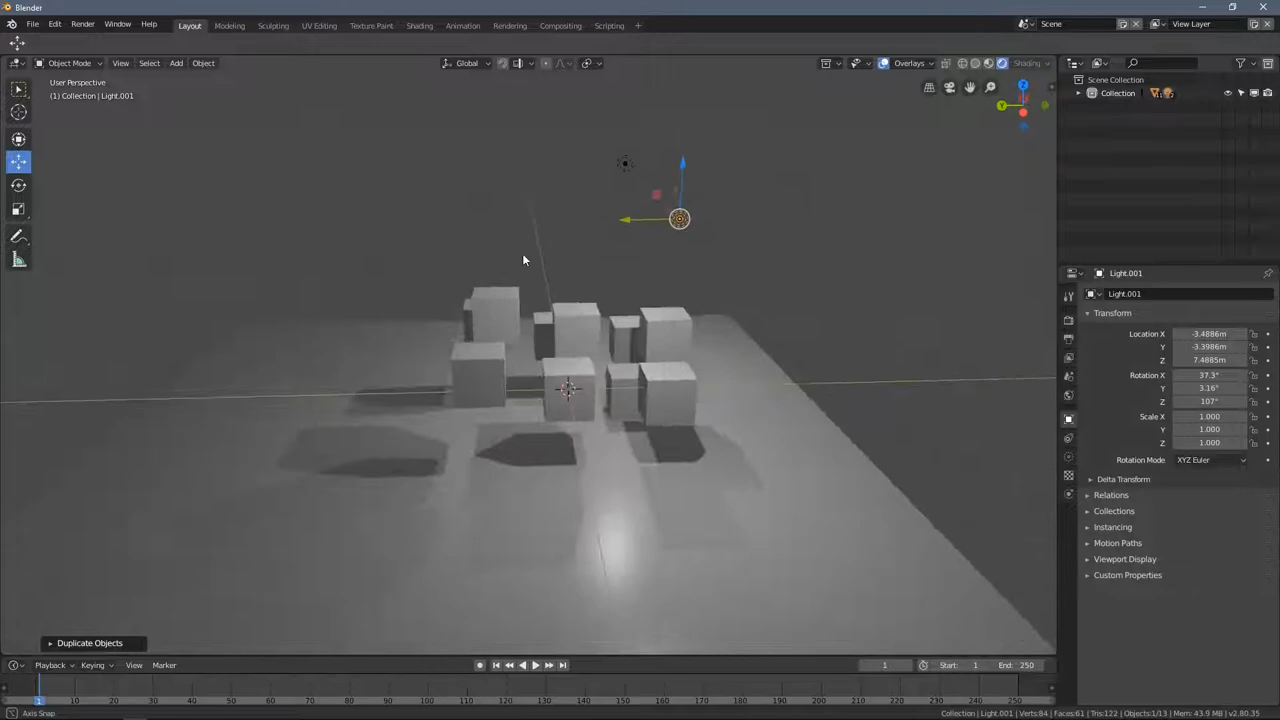 Blender
File Edit Render Window Help
Layout Modeling Sculpting UV Editing Texture Paint Shading Animation Rendering Compositing Scripting +
Scene View Layer
Object Mode View Select Add Object Global Overlays Shading
User Perspective
(1) Collection | Light.001
Scene Collection
Collection
Light.001
Light.001
Transform
Location X -3.4886m
Y -3.3986m
Z 7.4885m
Rotation X 37.3°
Y 3.16°
Z 107°
Scale X 1.000
Y 1.000
Z 1.000
Rotation Mode XYZ Euler
Delta Transform
Relations
Collections
Instancing
Motion Paths
Viewport Display
Custom Properties
Duplicate Objects
Playback Keying View Marker 1 Start: 1 End: 250
1 10 20 30 40 50 60 70 80 90 100 110 120 130 140 150 160 170 180 190 200 210 220 230 240 250
Axis Snap
Collection | Light.001 | Verts:84 | Faces:61 | Tris:122 | Objects:1/13 | Mem: 43.9 MB | v2.80.35